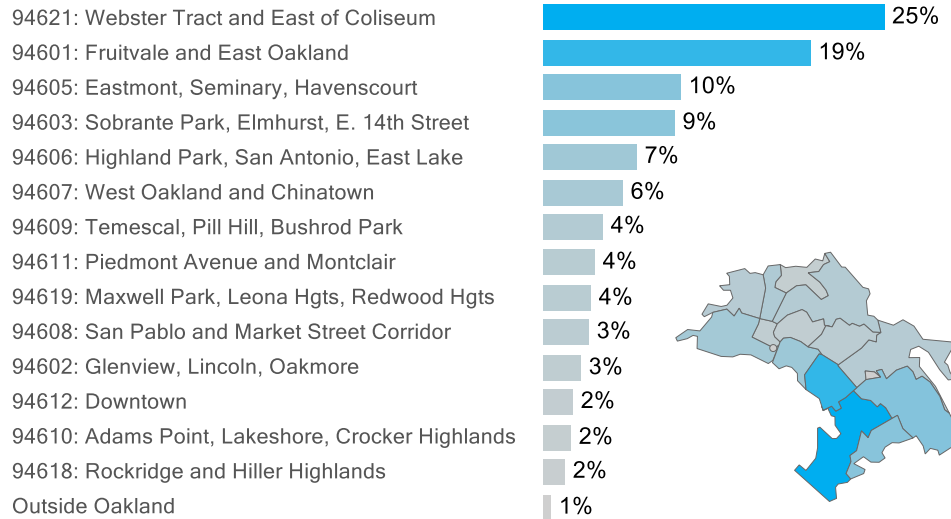 94621: Webster Tract and East of Coliseum 25%
94601: Fruitvale and East Oakland 19%
94605: Eastmont, Seminary, Havenscourt 10%
94603: Sobrante Park, Elmhurst, E. 14th Street 9%
94606: Highland Park, San Antonio, East Lake 7%
94607: West Oakland and Chinatown 6%
94609: Temescal, Pill Hill, Bushrod Park 4%
94611: Piedmont Avenue and Montclair 4%
94619: Maxwell Park, Leona Hgts, Redwood Hgts 4%
94608: San Pablo and Market Street Corridor 3%
94602: Glenview, Lincoln, Oakmore 3%
94612: Downtown 2%
94610: Adams Point, Lakeshore, Crocker Highlands 2%
94618: Rockridge and Hiller Highlands 2%
Outside Oakland 1%